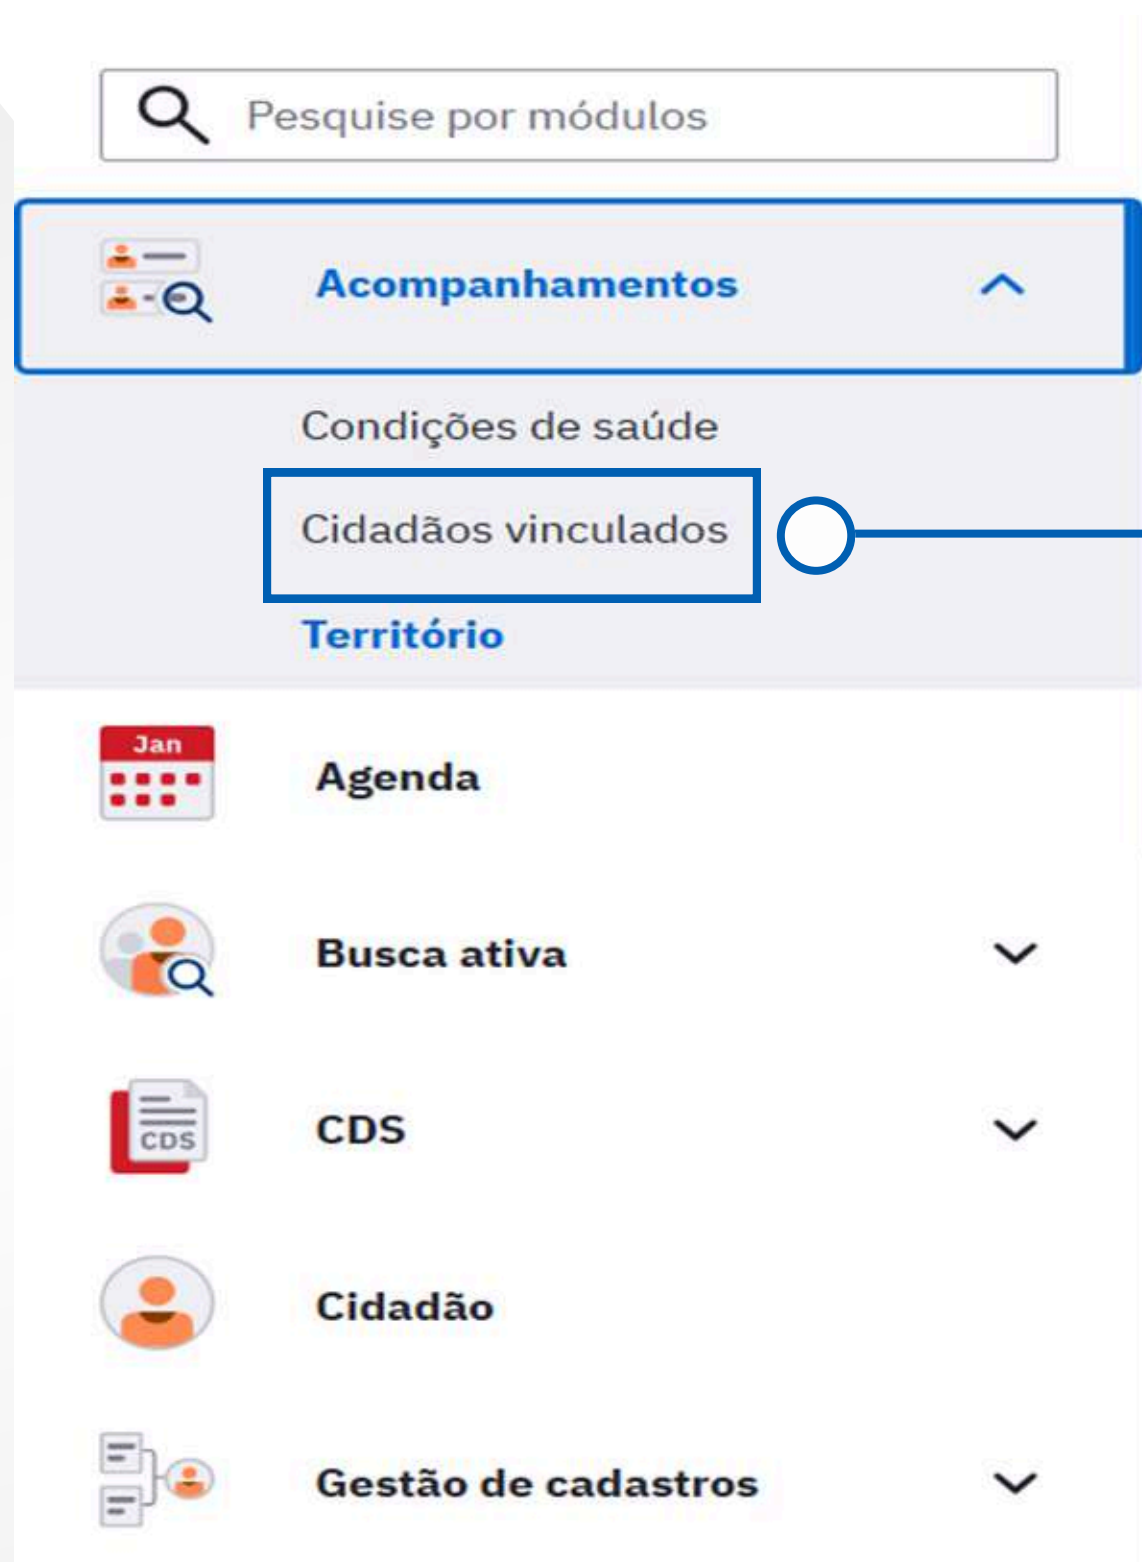 Pesquise por módulos
Acompanhamentos
Condições de saúde
Cidadãos vinculados
Território
Jan
Agenda
Busca ativa
CDS
CDS
Cidadão
Gestão de cadastros